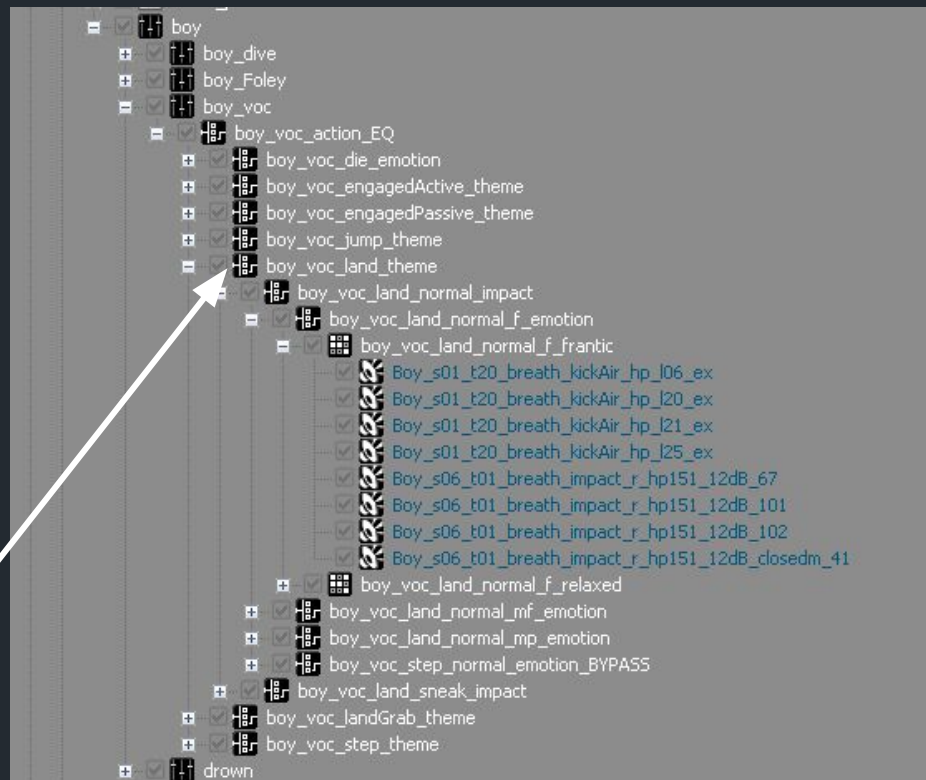 boy
boy_dive
boy_Foley
boy_voc
boy_voc_action_EQ
boy_voc_die_emotion
boy_voc_engagedActive_theme
boy_voc_engagedPassive_theme
boy_voc_jump_theme
boy_voc_land_theme
boy_voc_land_normal_impact
boy_voc_land_normal_f_emotion
boy_voc_land_normal_f_frantic
Boy_s01_t20_breath_kickAir_hp_l06_ex
Boy_s01_t20_breath_kickAir_hp_l20_ex
Boy_s01_t20_breath_kickAir_hp_l21_ex
Boy_s01_t20_breath_kickAir_hp_l25_ex
Boy_s06_t01_breath_impact_r_hp151_12dB_67
Boy_s06_t01_breath_impact_r_hp151_12dB_101
Boy_s06_t01_breath_impact_r_hp151_12dB_102
Boy_s06_t01_breath_impact_r_hp151_12dB_closedm_41
boy_voc_land_normal_f_relaxed
boy_voc_land_normal_mf_emotion
boy_voc_land_normal_mp_emotion
boy_voc_step_normal_emotion_BYPASS
boy_voc_land_sneak_impact
boy_voc_landGrab_theme
boy_voc_step_theme
drown